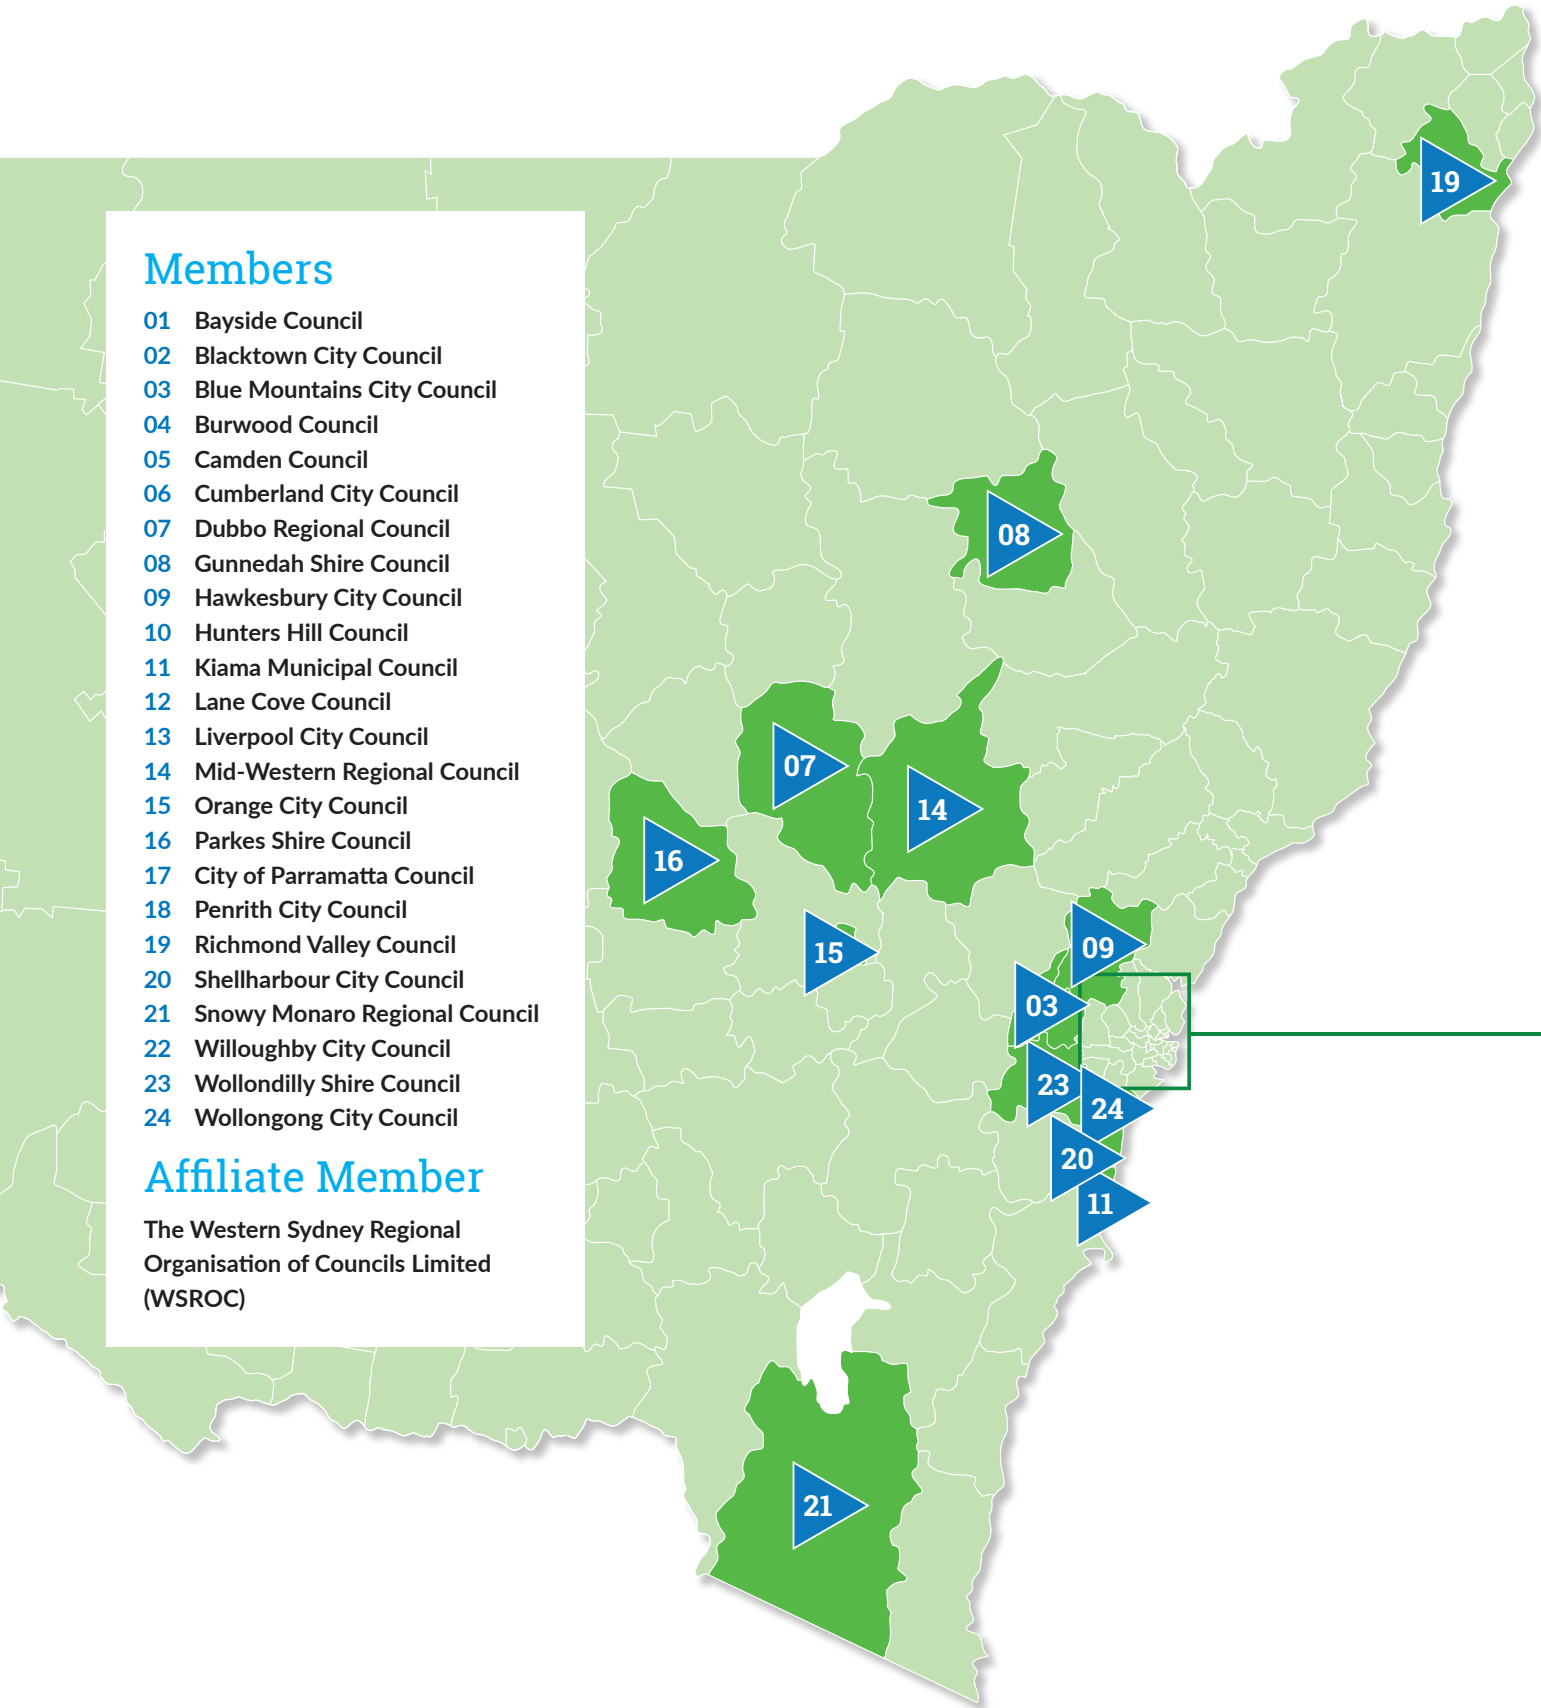 Members
01 Bayside Council
02 Blacktown City Council
03 Blue Mountains City Council
04 Burwood Council
05 Camden Council
06 Cumberland City Council
07 Dubbo Regional Council
08 Gunnedah Shire Council
09 Hawkesbury City Council
10 Hunters Hill Council
11 Kiama Municipal Council
12 Lane Cove Council
13 Liverpool City Council
14 Mid-Western Regional Council
15 Orange City Council
16 Parkes Shire Council
17 City of Parramatta Council
18 Penrith City Council
19 Richmond Valley Council
20 Shellharbour City Council
21 Snowy Monaro Regional Council
22 Willoughby City Council
23 Wollondilly Shire Council
24 Wollongong City Council
Affiliate Member
The Western Sydney Regional
Organisation of Councils Limited
(WSROC)
19
08
07
14
16
15
09
03
23
24
20
11
21